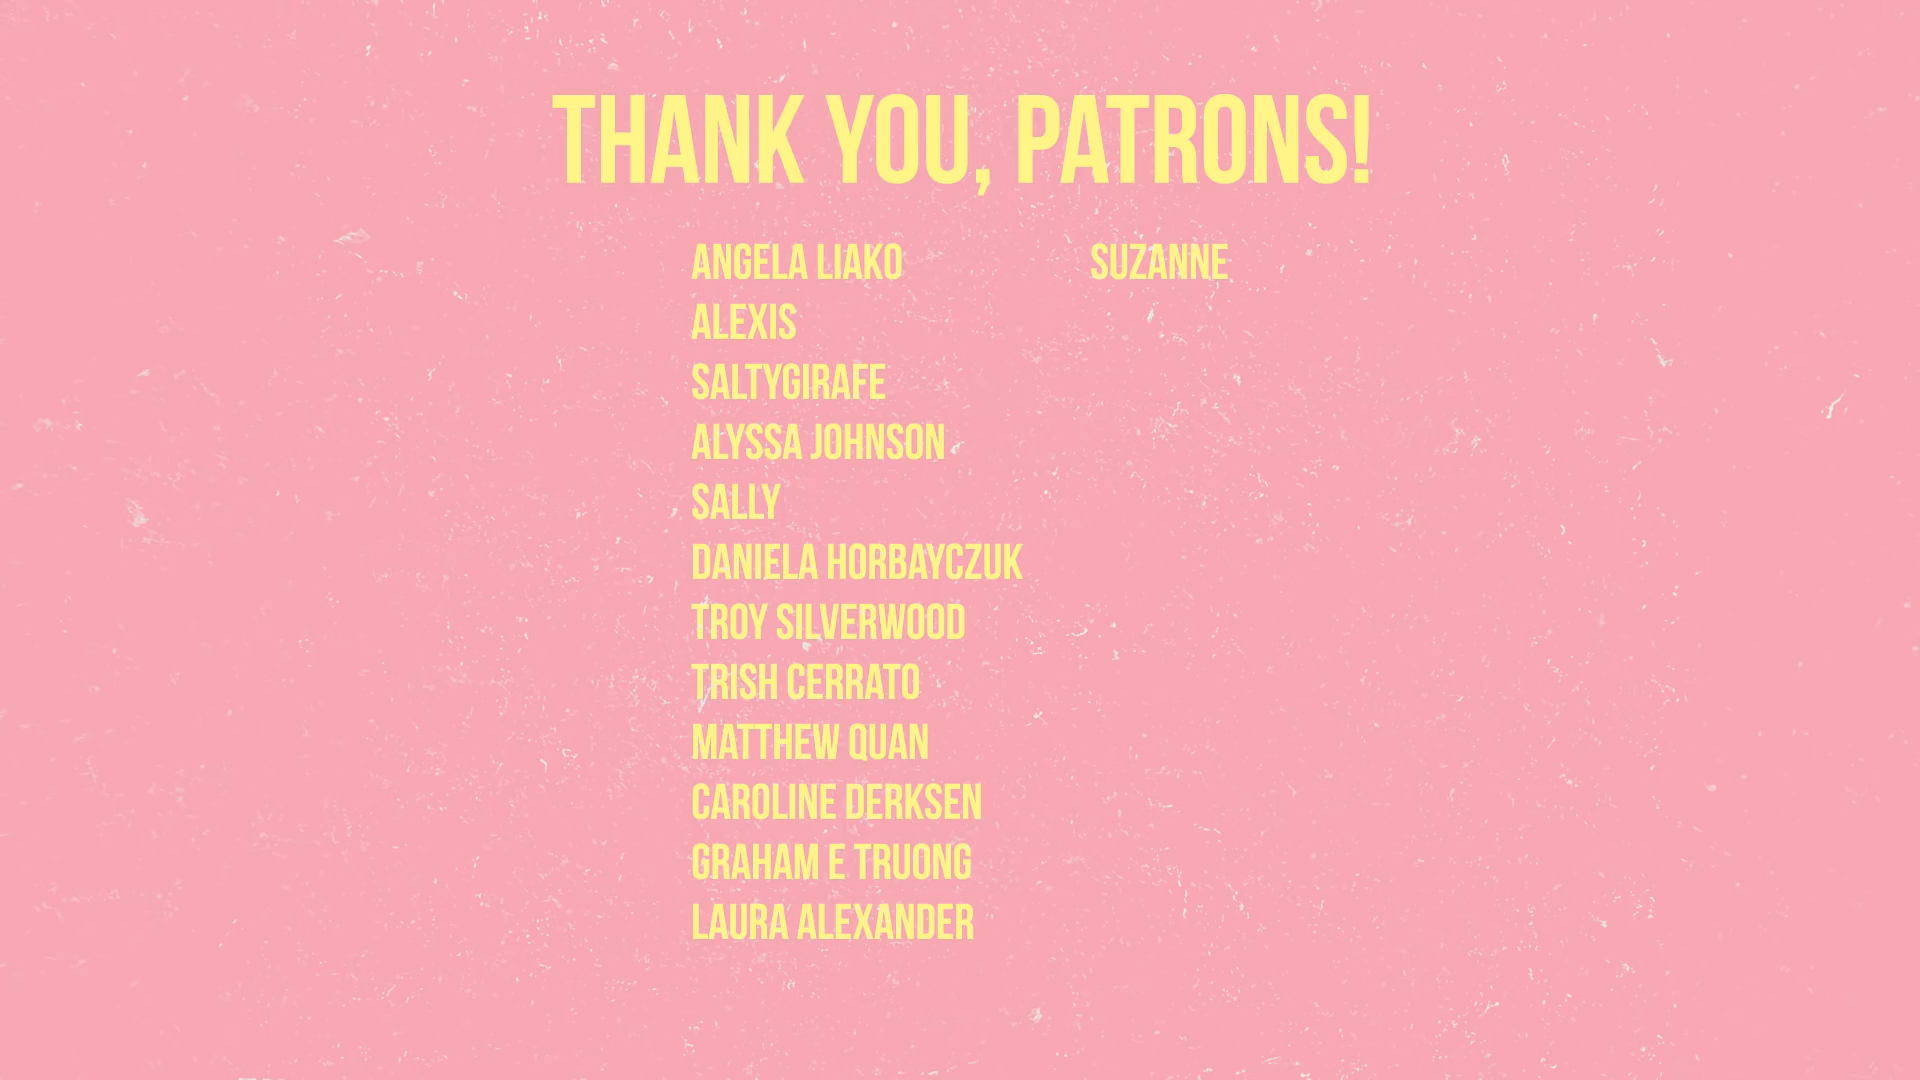 THANK YOU, PATRONS!
ANGELA LIAKO
ALEXIS
SALTYGIRAFE
ALYSSA JOHNSON
SALLY
DANIELA HORBAYCZUK
TROY SILVERWOOD
TRISH CERRATO
MATTHEW QUAN
CAROLINE DERKSEN
GRAHAM E TRUONG
LAURA ALEXANDER
SUZANNE